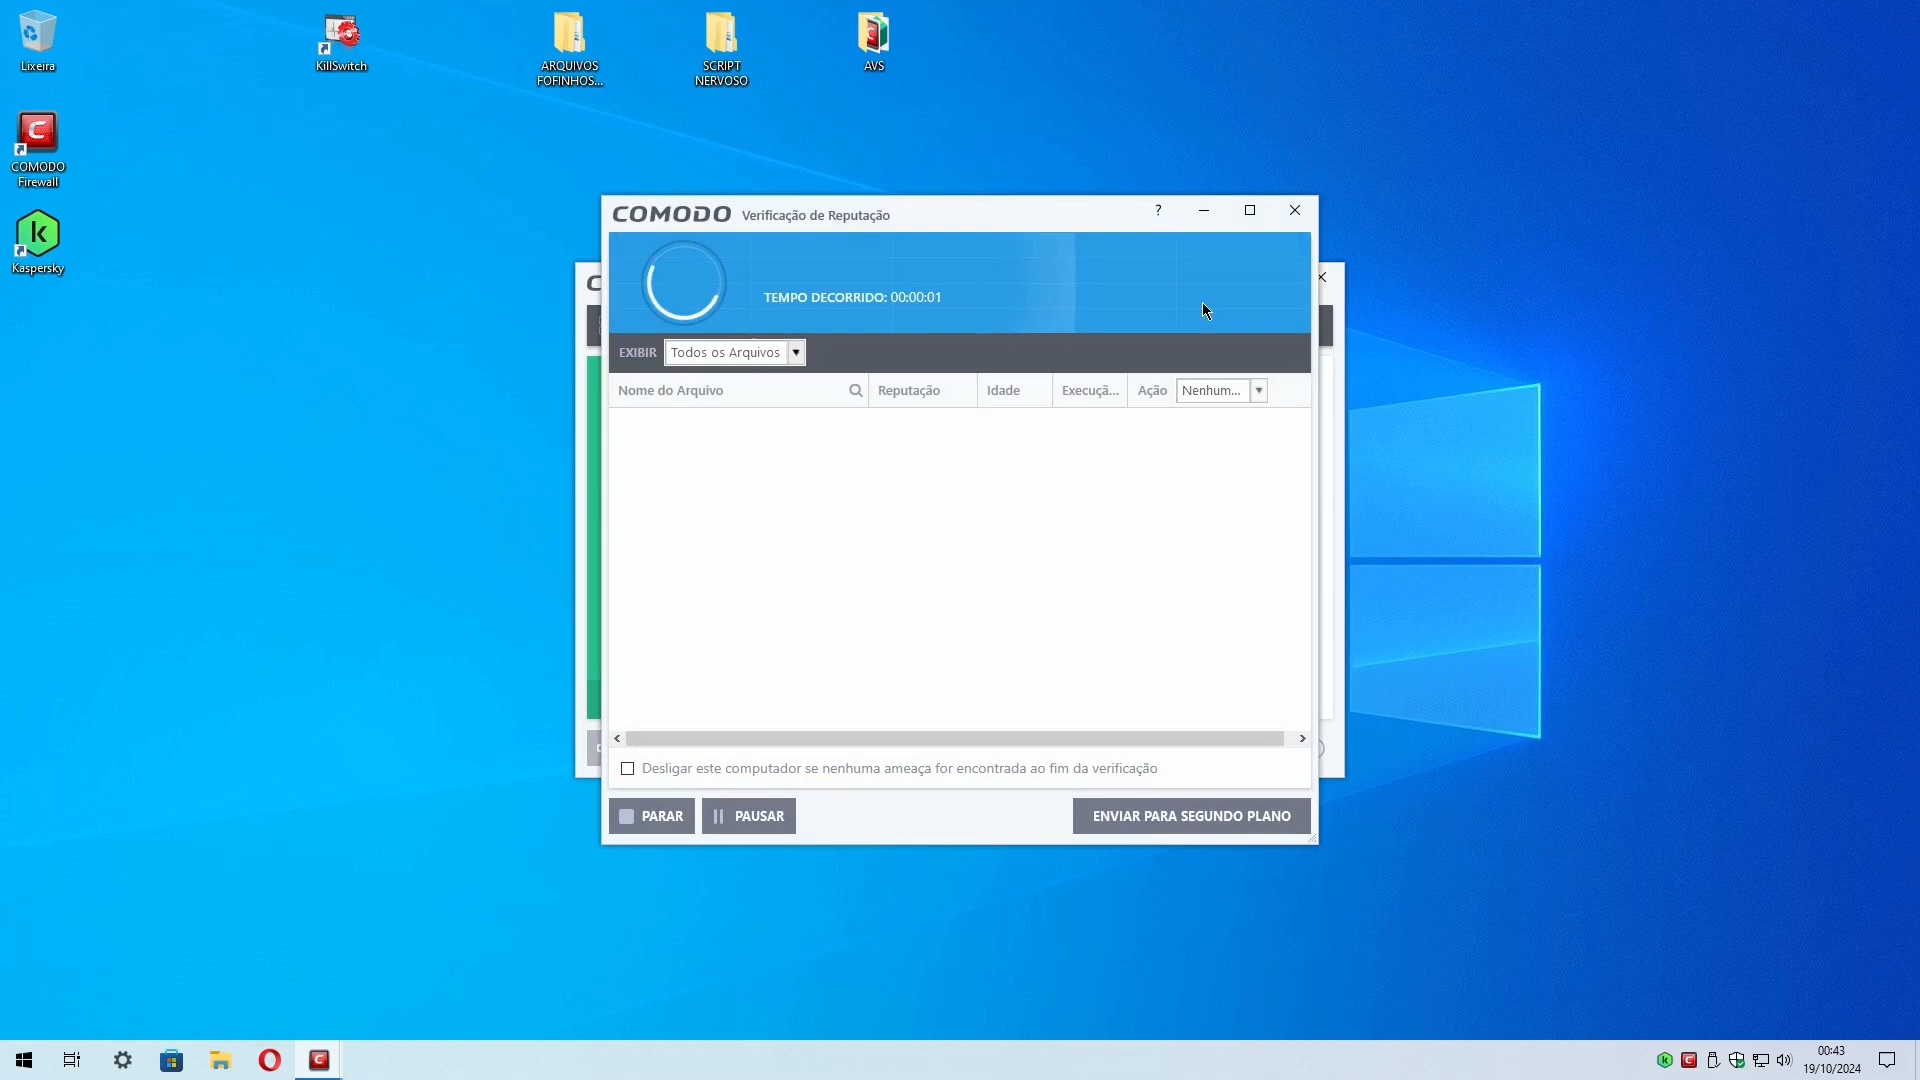 Lixeira
KillSwitch
ARQUIVOS
FOFINHOS...
SCRIPT
NERVOSO
AVS
COMODO
Firewall
Kaspersky
COMODO Verificação de Reputação
TEMPO DECORRIDO: 00:00:01
EXIBIR Todos os Arquivos
Nome do Arquivo Reputação Idade Execuçã... Ação Nenhum...
Desligar este computador se nenhuma ameaça for encontrada ao fim da verificação
PARAR PAUSAR ENVIAR PARA SEGUNDO PLANO
00:43
19/10/2024